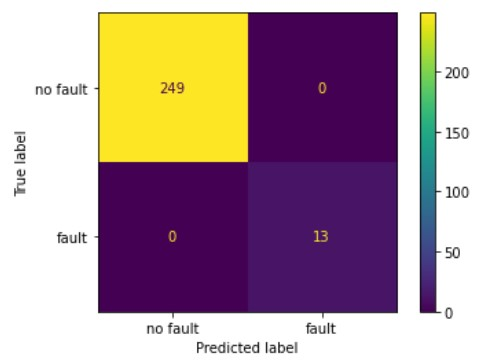 no fault
249
0
fault
0
13
no fault
fault
Predicted label
True label
200
150
100
50
0